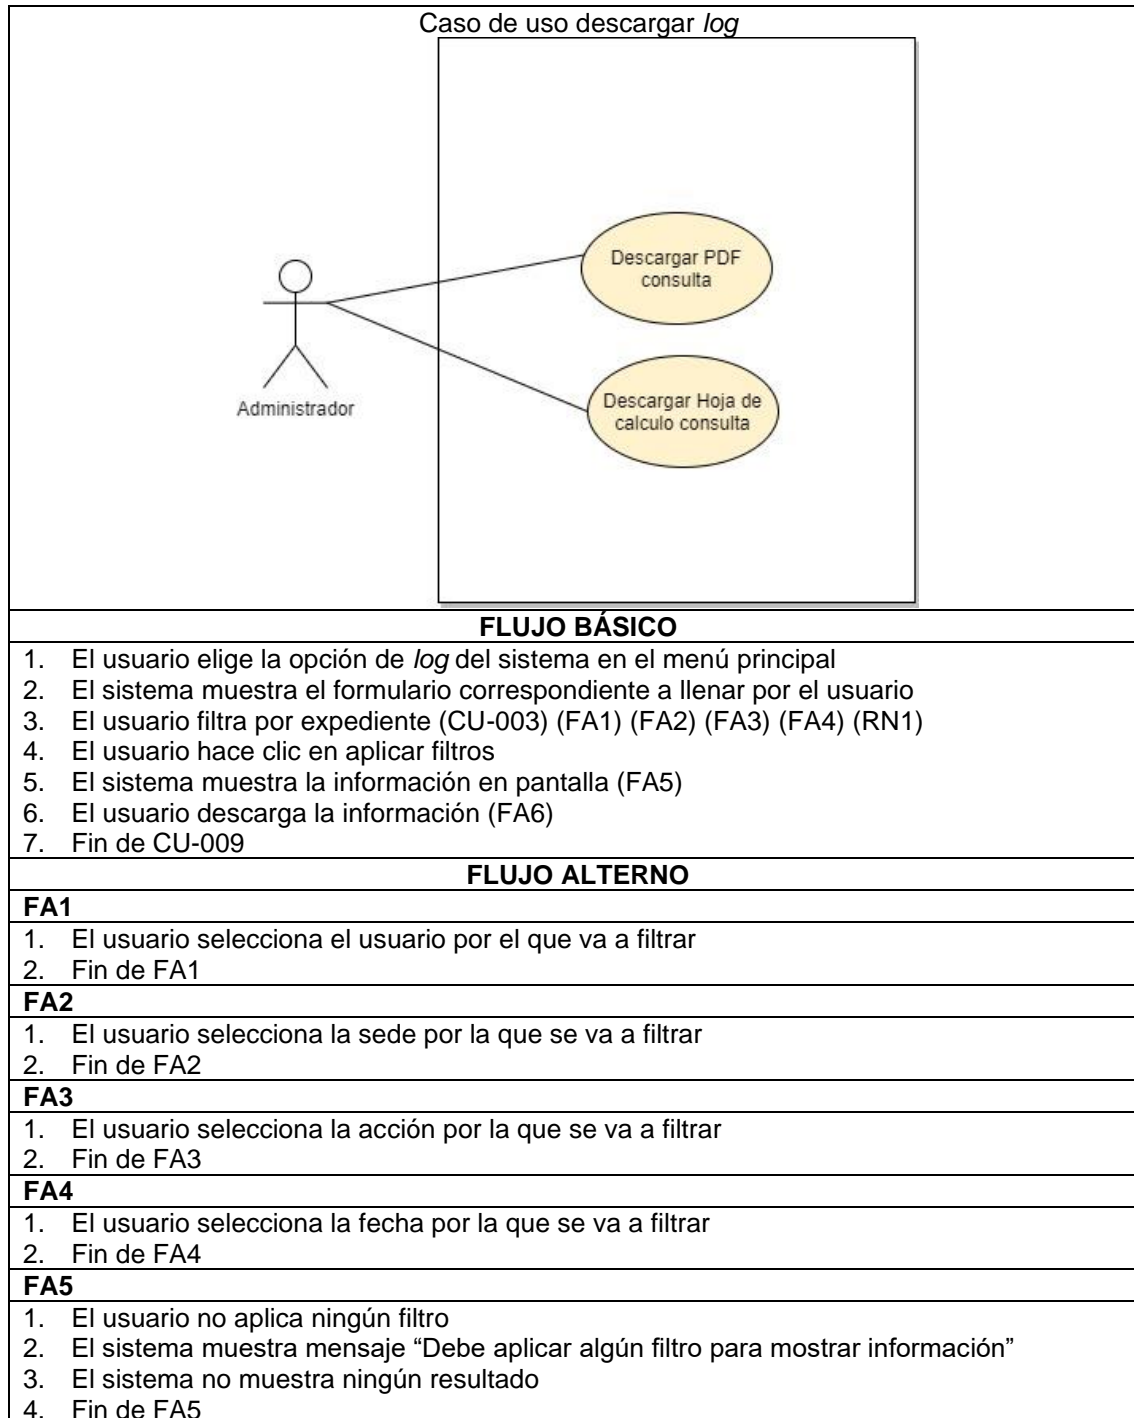 Caso de uso descargar log
Descargar PDF
consulta
Administrador
Descargar Hoja de
calculo consulta
FLUJO BÁSICO
1. El usuario elige la opción de log del sistema en el menú principal
2. El sistema muestra el formulario correspondiente a llenar por el usuario
3. El usuario filtra por expediente (CU-003) (FA1) (FA2) (FA3) (FA4) (RN1)
4. El usuario hace clic en aplicar filtros
5. El sistema muestra la información en pantalla (FA5)
6. El usuario descarga la información (FA6)
7. Fin de CU-009
FLUJO ALTERNO
FA1
1. El usuario selecciona el usuario por el que va a filtrar
2. Fin de FA1
FA2
1. El usuario selecciona la sede por la que se va a filtrar
2. Fin de FA2
FA3
1. El usuario selecciona la acción por la que se va a filtrar
2. Fin de FA3
FA4
1. El usuario selecciona la fecha por la que se va a filtrar
2. Fin de FA4
FA5
1. El usuario no aplica ningún filtro
2. El sistema muestra mensaje “Debe aplicar algún filtro para mostrar información”
3. El sistema no muestra ningún resultado
4. Fin de FA5